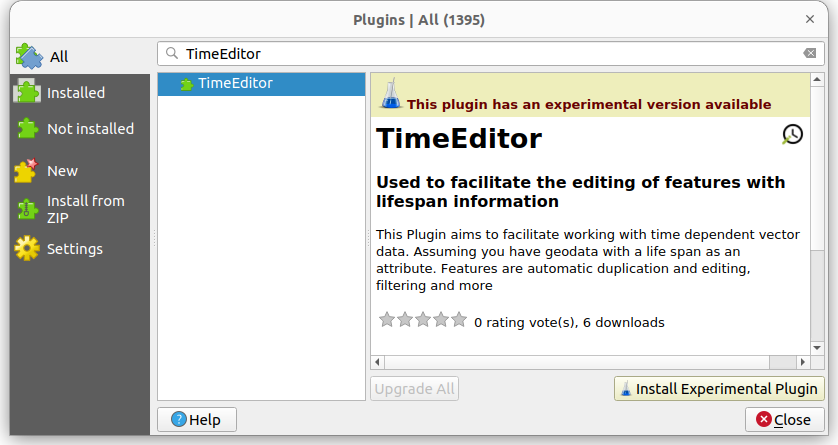 Plugins | All (1395)
All
TimeEditor
Installed
Not installed
New
Install from
ZIP
Settings
TimeEditor
This plugin has an experimental version available
TimeEditor
Used to facilitate the editing of features with
lifespan information
This Plugin aims to facilitate working with time dependent vector
data. Assuming you have geodata with a life span as an
attribute. Features are automatic duplication and editing,
filtering and more
0 rating vote(s), 6 downloads
Upgrade All
Install Experimental Plugin
Help
Close